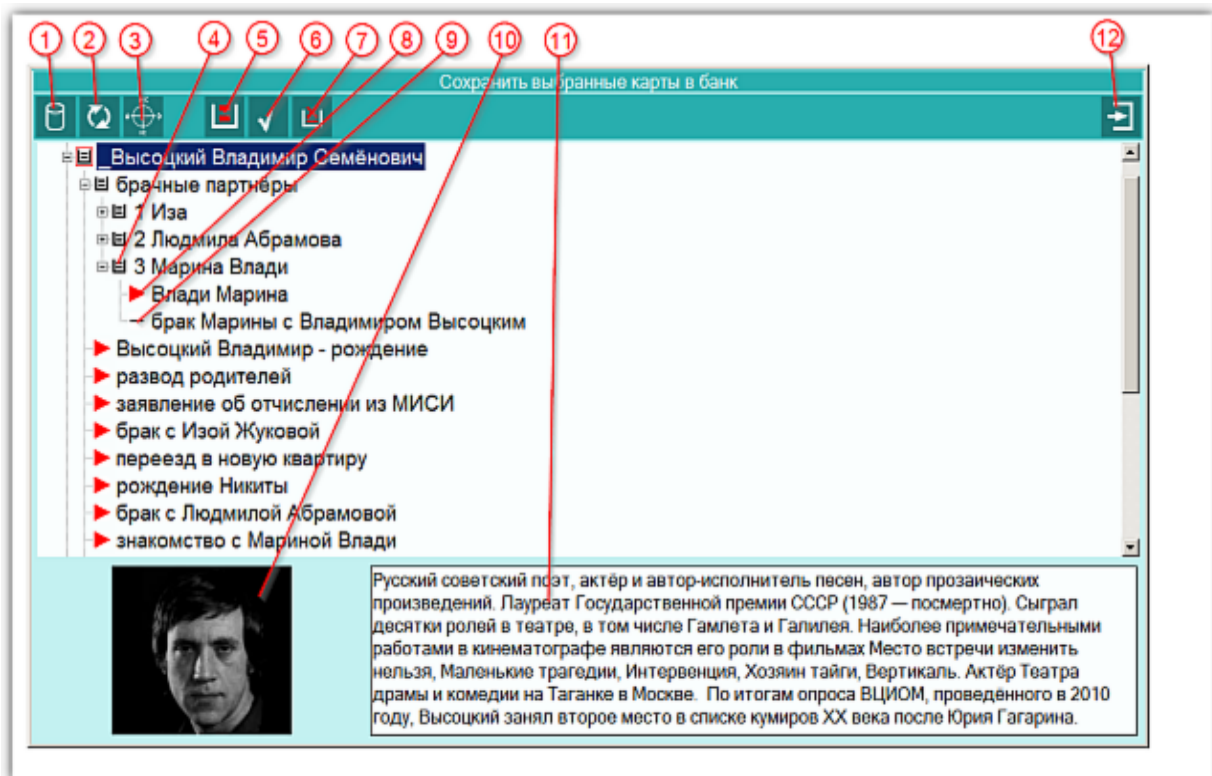 1 2 3 4 5 6 7 8 9 10 11 12
Сохранить выбранные карты в банк
_Высоцкий Владимир Семёнович
брачные партнёры
1 Иза
2 Людмила Абрамова
3 Марина Влади
Влади Марина
брак Марины с Владимиром Высоцким
Высоцкий Владимир - рождение
развод родителей
заявление об отчислении из МИСИ
брак с Изой Жуковой
переезд в новую квартиру
рождение Никиты
брак с Людмилой Абрамовой
знакомство с Мариной Влади
Русский советский поэт, актёр и автор-исполнитель песен, автор прозаических
произведений. Лауреат Государственной премии СССР (1987 — посмертно). Сыграл
десятки ролей в театре, в том числе Гамлета и Галилея. Наиболее примечательными
работами в кинематографе являются его роли в фильмах Место встречи изменить
нельзя, Маленькие трагедии, Интервенция, Хозяин тайги, Вертикаль. Актёр Театра
драмы и комедии на Таганке в Москве. По итогам опроса ВЦИОМ, проведённого в 2010
году, Высоцкий занял второе место в списке кумиров XX века после Юрия Гагарина.